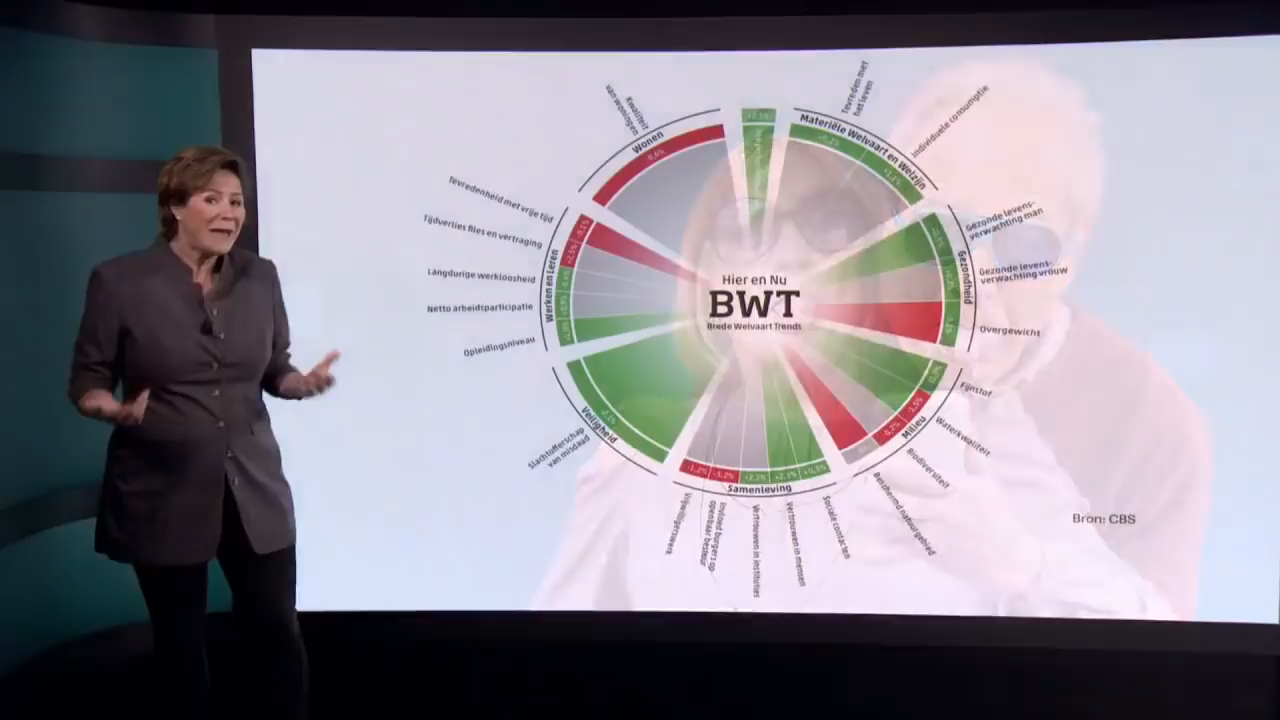 Hier en Nu
BWT
Brede Welvaart Trends
Materiële Welvaart en Welzijn
Tevreden met
het leven
Individuele consumptie
Gezondheid
Gezonde levens-
verwachting man
Gezonde levens-
verwachting vrouw
Overgewicht
Milieu
Fijnstof
Waterkwaliteit
Biodiversiteit
Beschermd natuurgebied
Samenleving
Sociale contacten
Vertrouwen in mensen
Vertrouwen in instituties
Invloed burgers op
openbaar bestuur
Vrijwilligerswerk
Veiligheid
Slachtofferschap
van misdaad
Werken en Leren
Opleidingsniveau
Netto arbeidsparticipatie
Langdurige werkloosheid
Tijdverlies files en vertraging
Tevredenheid met vrije tijd
Wonen
Kwaliteit
van woningen
Bron: CBS